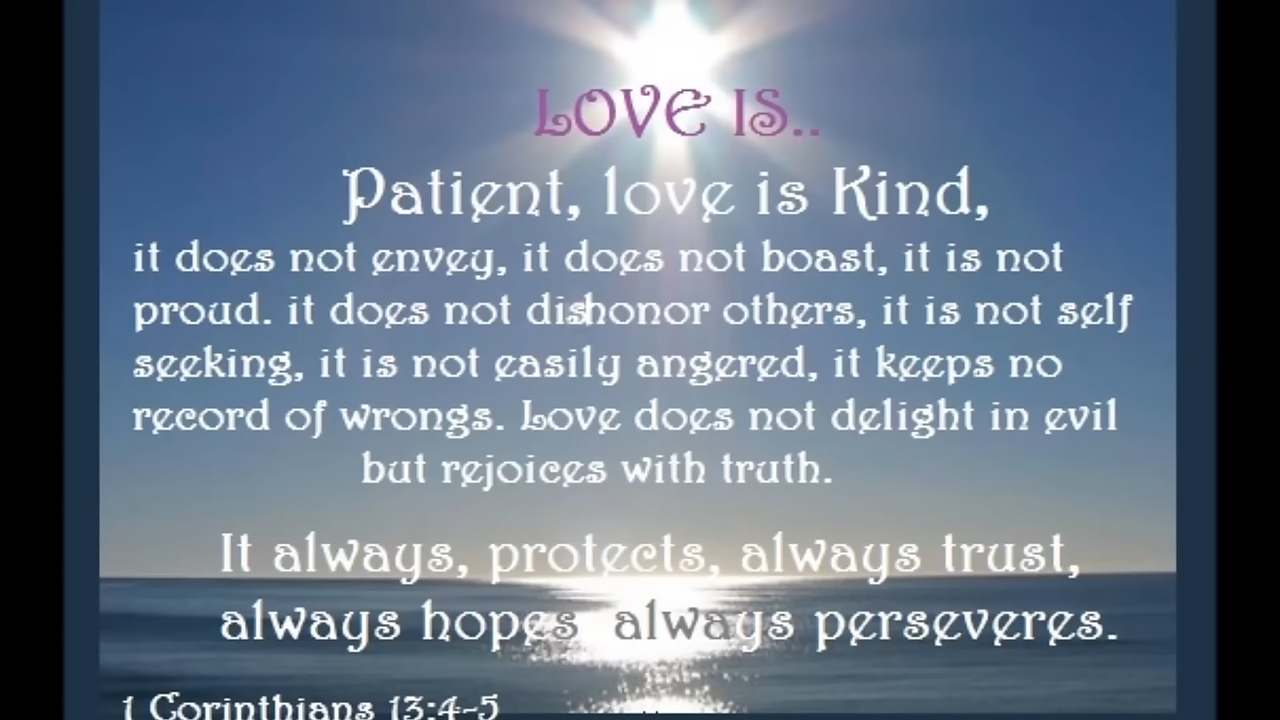 LOVE IS..
Patient, love is Kind,
it does not envey, it does not boast, it is not
proud. it does not dishonor others, it is not self
seeking, it is not easily angered, it keeps no
record of wrongs. Love does not delight in evil
but rejoices with truth.
It always, protects, always trust,
always hopes always perseveres.
1 Corinthians 13:4-5